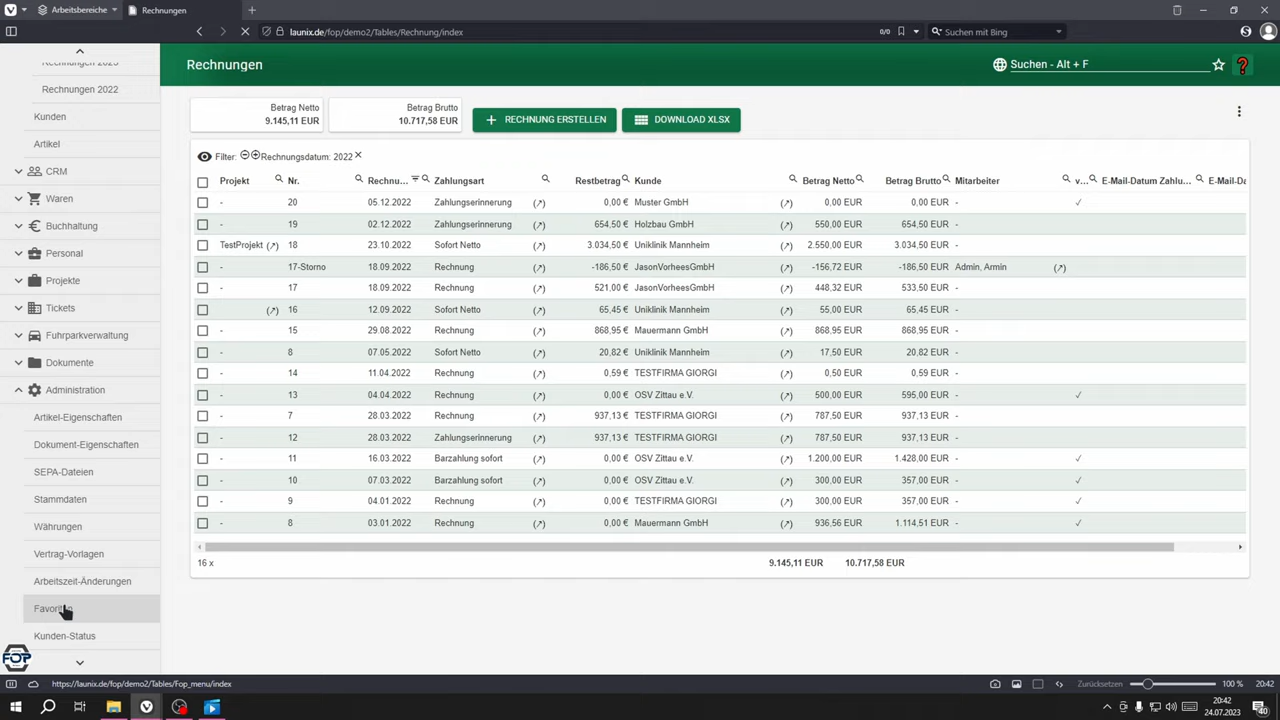 Arbeitsbereiche
Rechnungen
launix.de/fop/demo2/Tables/Rechnung/index
0/0
Suchen mit Bing
Rechnungen 2022
Kunden
Artikel
CRM
Waren
Buchhaltung
Personal
Projekte
Tickets
Fuhrparkverwaltung
Dokumente
Administration
Artikel-Eigenschaften
Dokument-Eigenschaften
SEPA-Dateien
Stammdaten
Währungen
Vertrag-Vorlagen
Arbeitszeit-Änderungen
Kunden-Status
FOP
Rechnungen
Suchen - Alt + F
Betrag Netto
9.145,11 EUR
Betrag Brutto
10.717,58 EUR
RECHNUNG ERSTELLEN
DOWNLOAD XLSX
Filter: Rechnungsdatum: 2022
Projekt Nr. Rechnu... Zahlungsart Restbetrag Kunde Betrag Netto Betrag Brutto Mitarbeiter v... E-Mail-Datum Zahlu... E-Mail-Da
- 20 05.12.2022 Zahlungserinnerung 0,00 € Muster GmbH 0,00 EUR 0,00 EUR - ✓
- 19 02.12.2022 Zahlungserinnerung 654,50 € Holzbau GmbH 550,00 EUR 654,50 EUR -
TestProjekt 18 23.10.2022 Sofort Netto 3.034,50 € Uniklinik Mannheim 2.550,00 EUR 3.034,50 EUR -
- 17-Storno 18.09.2022 Rechnung -186,50 € JasonVorheesGmbH -156,72 EUR -186,50 EUR Admin, Armin
- 17 18.09.2022 Rechnung 521,00 € JasonVorheesGmbH 448,32 EUR 533,50 EUR -
16 12.09.2022 Sofort Netto 65,45 € Uniklinik Mannheim 55,00 EUR 65,45 EUR -
- 15 29.08.2022 Rechnung 868,95 € Mauermann GmbH 868,95 EUR 868,95 EUR -
- 8 07.05.2022 Sofort Netto 20,82 € Uniklinik Mannheim 17,50 EUR 20,82 EUR -
- 14 11.04.2022 Rechnung 0,59 € TESTFIRMA GIORGI 0,50 EUR 0,59 EUR -
- 13 04.04.2022 Rechnung 0,00 € OSV Zittau e.V. 500,00 EUR 595,00 EUR - ✓
- 7 28.03.2022 Rechnung 937,13 € TESTFIRMA GIORGI 787,50 EUR 937,13 EUR -
- 12 28.03.2022 Zahlungserinnerung 937,13 € TESTFIRMA GIORGI 787,50 EUR 937,13 EUR -
- 11 16.03.2022 Barzahlung sofort 0,00 € OSV Zittau e.V. 1.200,00 EUR 1.428,00 EUR - ✓
- 10 07.03.2022 Barzahlung sofort 0,00 € OSV Zittau e.V. 300,00 EUR 357,00 EUR - ✓
- 9 04.01.2022 Rechnung 0,00 € TESTFIRMA GIORGI 300,00 EUR 357,00 EUR - ✓
- 8 03.01.2022 Rechnung 0,00 € Mauermann GmbH 936,56 EUR 1.114,51 EUR - ✓
16 x 9.145,11 EUR 10.717,58 EUR
https://launix.de/fop/demo2/Tables/Fop_menu/index
Zurücksetzen 100 % 20:42
20:42
24.07.2023
40